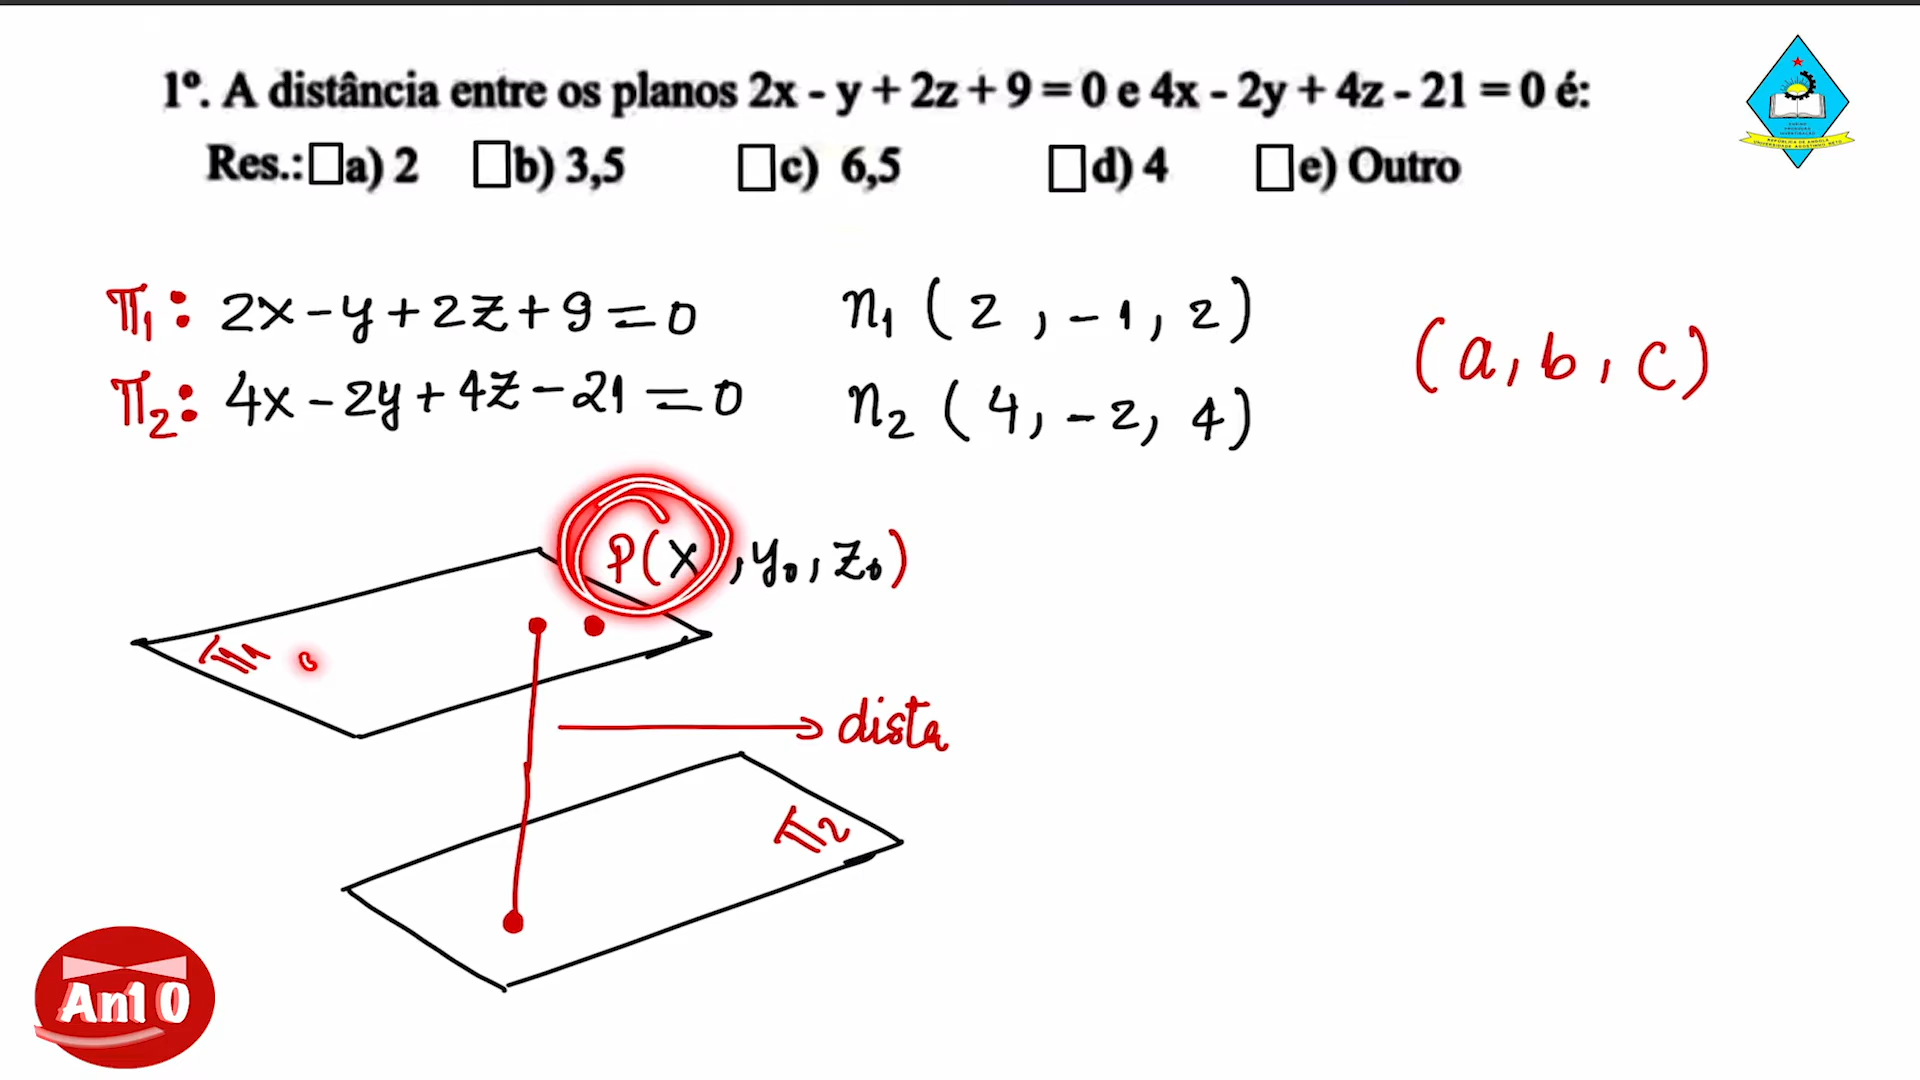 1º. A distância entre os planos 2x - y + 2z + 9 = 0 e 4x - 2y + 4z - 21 = 0 é:
Res.: □a) 2 □b) 3,5 □c) 6,5 □d) 4 □e) Outro
π₁: 2x-y+2z+9=0 n₁ (2,-1,2)
π₂: 4x-2y+4z-21=0 n₂ (4,-2,4)
(a,b,c)
P(x,y₀,z₀)
π₁
dista
π₂
An10